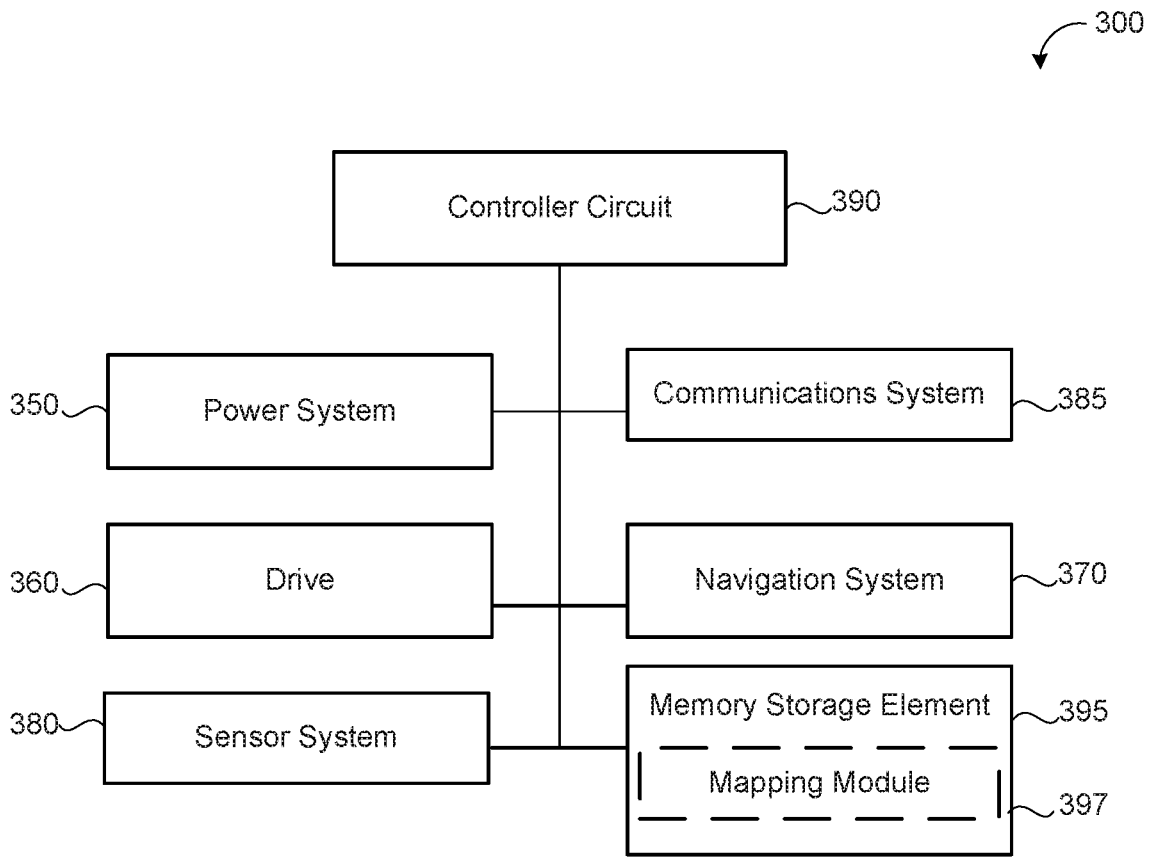 300
Controller Circuit
390
350
Power System
Communications System
385
360
Drive
Navigation System
370
380
Sensor System
Memory Storage Element
395
Mapping Module
397